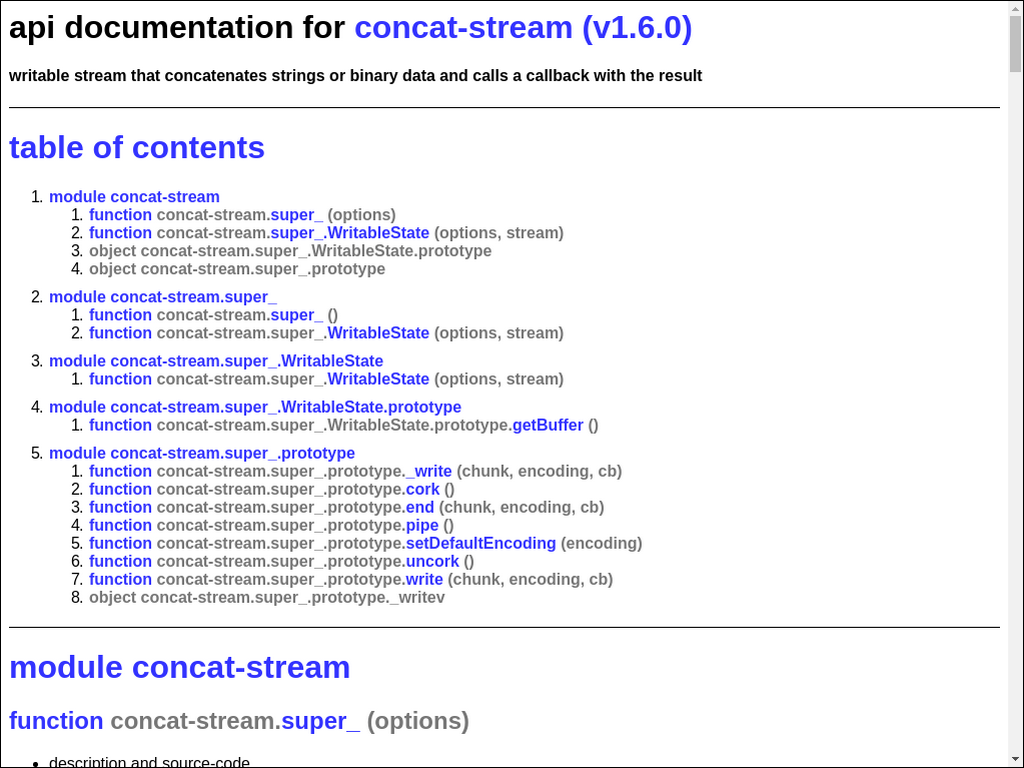 api documentation for concat-stream (v1.6.0)
writable stream that concatenates strings or binary data and calls a callback with the result
table of contents
1. module concat-stream
1. function concat-stream.super_ (options)
2. function concat-stream.super_.WritableState (options, stream)
3. object concat-stream.super_.WritableState.prototype
4. object concat-stream.super_.prototype
2. module concat-stream.super_
1. function concat-stream.super_ ()
2. function concat-stream.super_.WritableState (options, stream)
3. module concat-stream.super_.WritableState
1. function concat-stream.super_.WritableState (options, stream)
4. module concat-stream.super_.WritableState.prototype
1. function concat-stream.super_.WritableState.prototype.getBuffer ()
5. module concat-stream.super_.prototype
1. function concat-stream.super_.prototype._write (chunk, encoding, cb)
2. function concat-stream.super_.prototype.cork ()
3. function concat-stream.super_.prototype.end (chunk, encoding, cb)
4. function concat-stream.super_.prototype.pipe ()
5. function concat-stream.super_.prototype.setDefaultEncoding (encoding)
6. function concat-stream.super_.prototype.uncork ()
7. function concat-stream.super_.prototype.write (chunk, encoding, cb)
8. object concat-stream.super_.prototype._writev
module concat-stream
function concat-stream.super_ (options)
• description and source-code